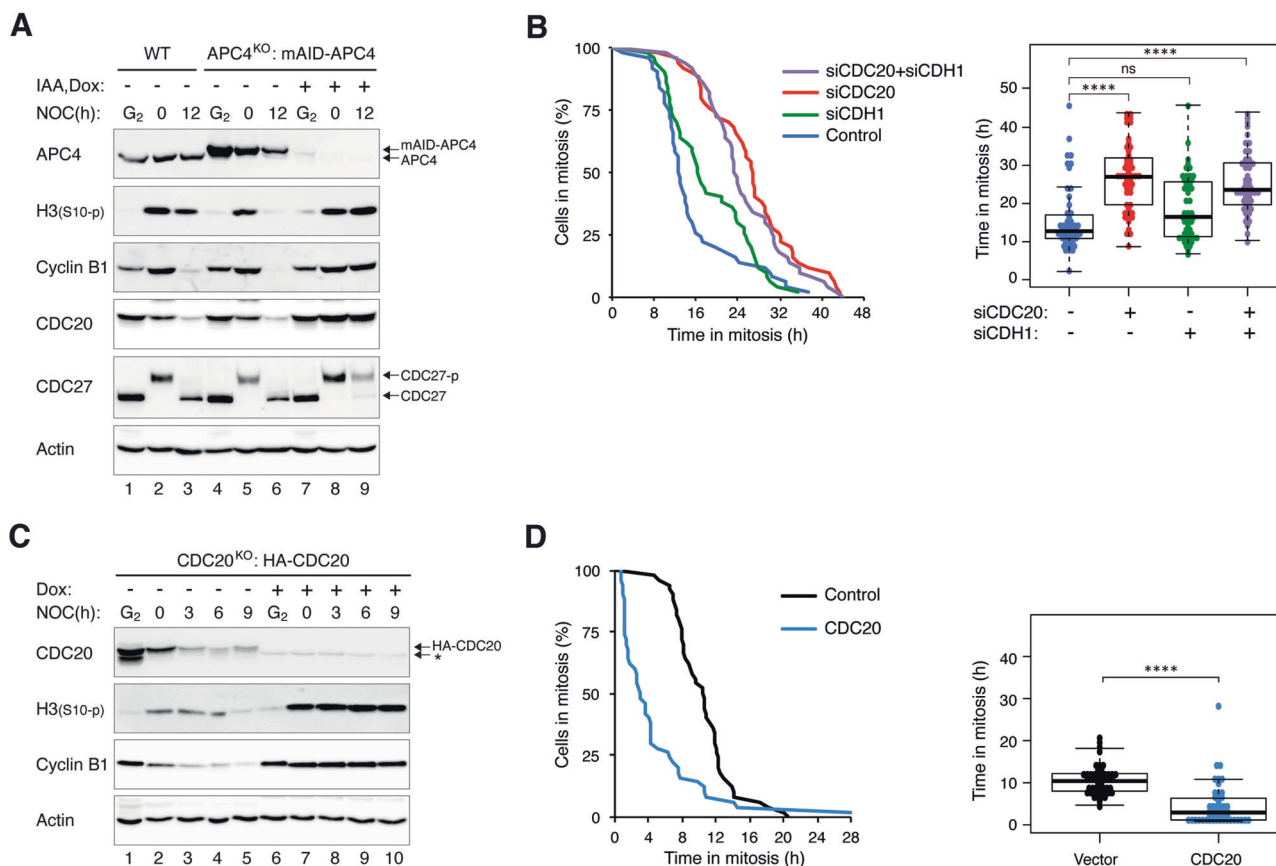 A
WT
APC4KO: mAID-APC4
IAA,Dox: - - - - - - + + +
NOC(h): G2 0 12 G2 0 12 G2 0 12
APC4
mAID-APC4
APC4
H3(S10-p)
Cyclin B1
CDC20
CDC27
CDC27-p
CDC27
Actin
1 2 3 4 5 6 7 8 9
B
Cells in mitosis (%)
100
75
50
25
0
0 8 16 24 32 40 48
Time in mitosis (h)
siCDC20+siCDH1
siCDC20
siCDH1
Control
Time in mitosis (h)
50
40
30
20
10
0
****
ns
****
siCDC20: - + - +
siCDH1: - - + +
C
CDC20KO: HA-CDC20
Dox: - - - - - + + + + +
NOC(h): G2 0 3 6 9 G2 0 3 6 9
CDC20
HA-CDC20
*
H3(S10-p)
Cyclin B1
Actin
1 2 3 4 5 6 7 8 9 10
D
Cells in mitosis (%)
100
75
50
25
0
0 4 8 12 16 20 24 28
Time in mitosis (h)
Control
CDC20
Time in mitosis (h)
40
30
20
10
0
****
Vector CDC20